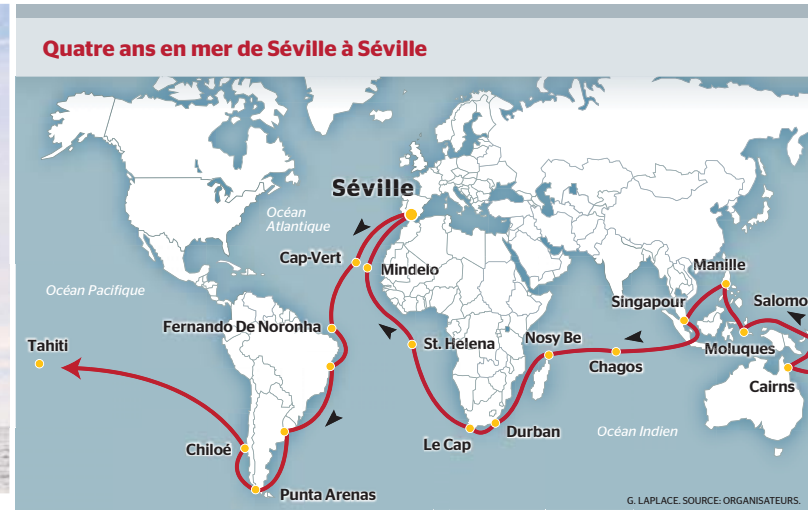 Quatre ans en mer de Séville à Séville
Séville
Océan
Atlantique
Cap-Vert
Mindelo
Manille
Océan Pacifique
Singapour
Salomo
Fernando De Noronha
Tahiti
St. Helena
Nosy Be
Moluques
Chagos
Cairns
Chiloé
Le Cap
Durban
Océan Indien
Punta Arenas
G. LAPLACE. SOURCE: ORGANISATEURS.